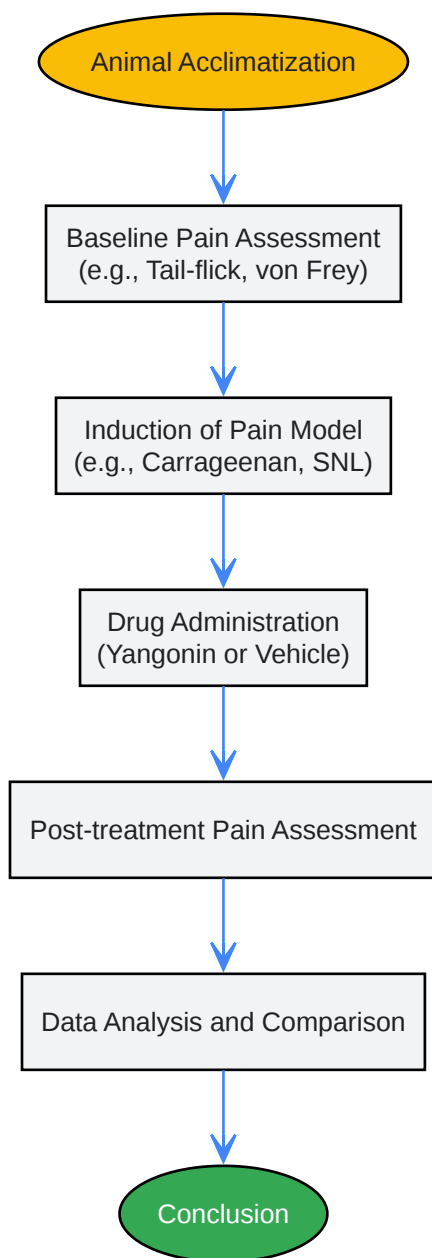 Animal Acclimatization
Baseline Pain Assessment
(e.g., Tail-flick, von Frey)
Induction of Pain Model
(e.g., Carrageenan, SNL)
Drug Administration
(Yangonin or Vehicle)
Post-treatment Pain Assessment
Data Analysis and Comparison
Conclusion